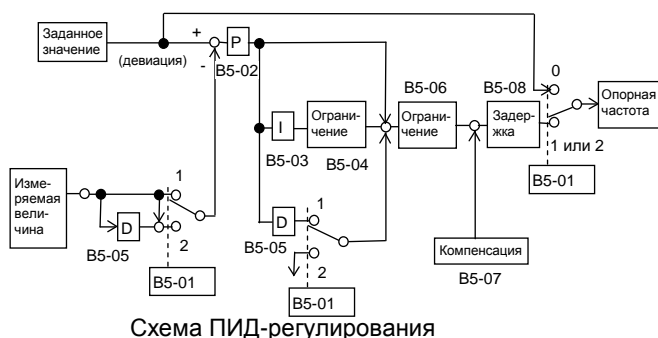 Заданное
значение
+
(девиация)
-
P
B5-02
0
Опорная
частота
B5-06
B5-08
I
B5-03
Ограни-
чение
B5-04
Ограни-
чение
Задер-
жка
1 или 2
B5-01
Измеря-
емая
вели-
чина
1
D
2
B5-05
B5-01
D
B5-05
1
2
B5-01
Компенсация
B5-07
Схема ПИД-регулирования